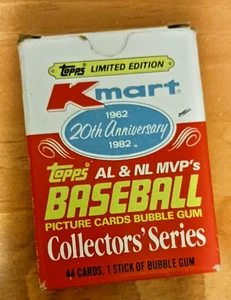 Topps LIMITED EDITION
Kmart
1962
20th Anniversary
1982
Topps AL & NL MVP's
BASEBALL
PICTURE CARDS BUBBLE GUM
Collectors' Series
44 CARDS, 1 STICK OF BUBBLE GUM